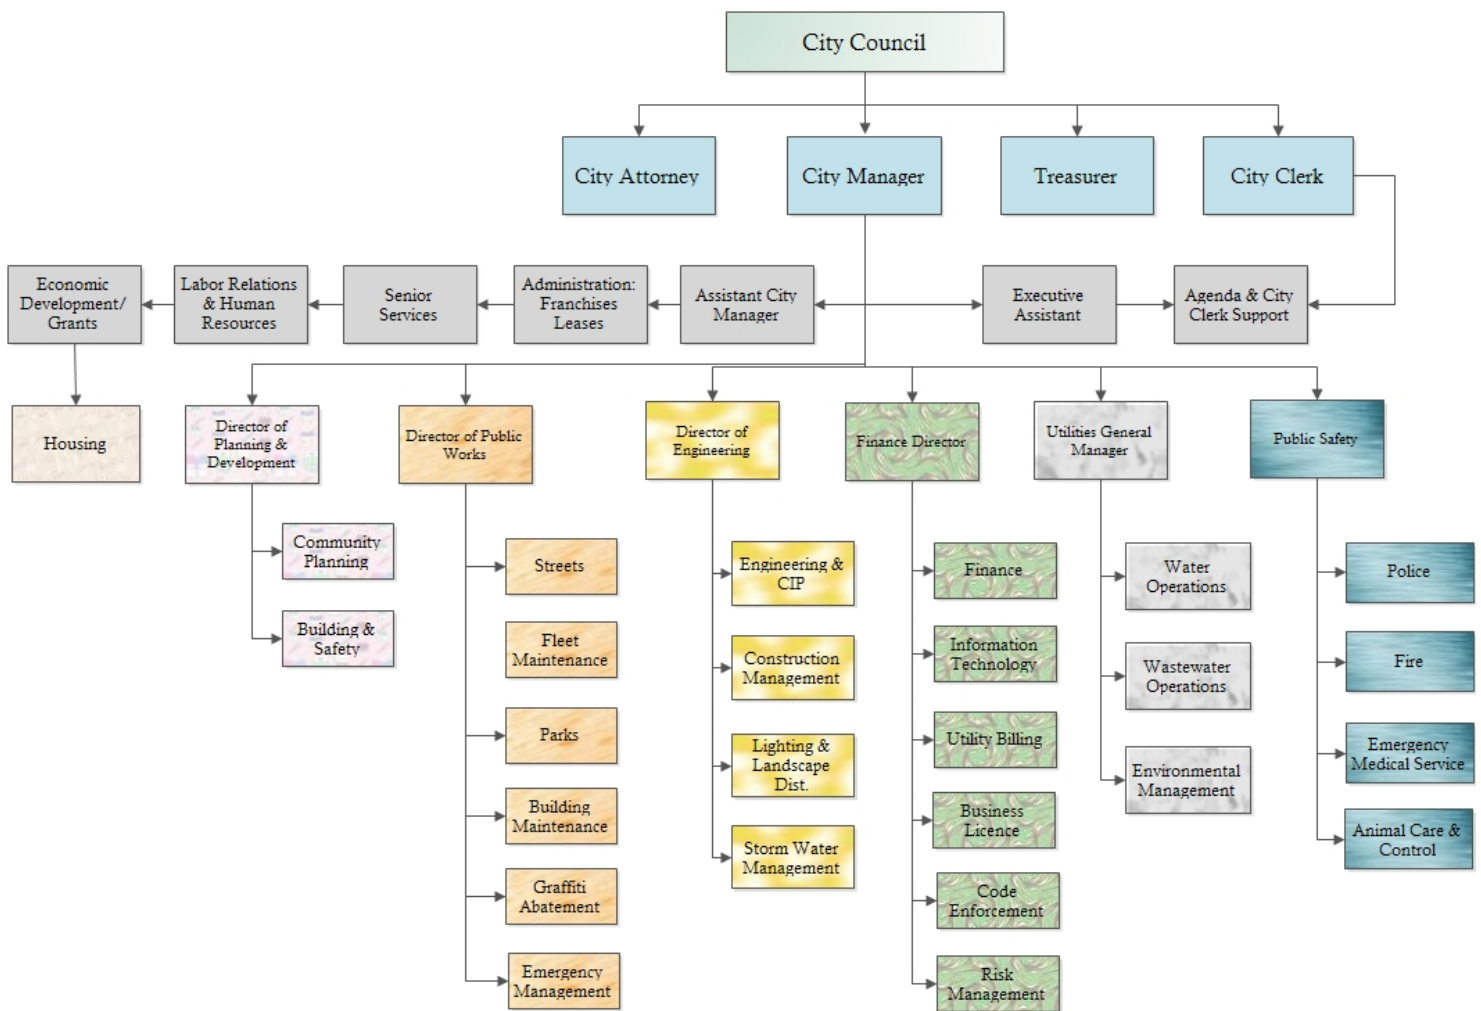 City Council
City Attorney
City Manager
Treasurer
City Clerk
Economic
Development/
Grants
Labor Relations
& Human
Resources
Senior
Services
Administration:
Franchises
Leases
Assistant City
Manager
Executive
Assistant
Agenda & City
Clerk Support
Housing
Director of
Planning &
Development
Director of Public
Works
Director of
Engineering
Finance Director
Utilities General
Manager
Public Safety
Community
Planning
Building &
Safety
Streets
Fleet
Maintenance
Parks
Building
Maintenance
Graffiti
Abatement
Emergency
Management
Engineering &
CIP
Construction
Management
Lighting &
Landscape
Dist.
Storm Water
Management
Finance
Information
Technology
Utility Billing
Business
Licence
Code
Enforcement
Risk
Management
Water
Operations
Wastewater
Operations
Environmental
Management
Police
Fire
Emergency
Medical Service
Animal Care &
Control